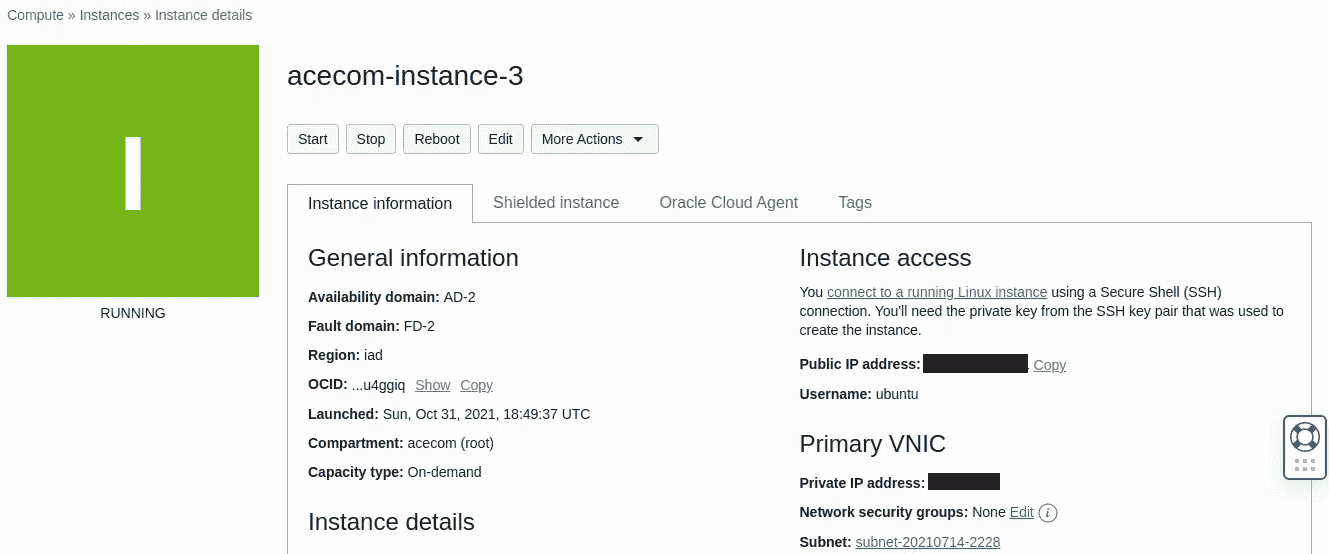 Compute » Instances » Instance details
I
RUNNING
acecom-instance-3
Start Stop Reboot Edit More Actions
Instance information Shielded instance Oracle Cloud Agent Tags
General information
Availability domain: AD-2
Fault domain: FD-2
Region: iad
OCID: ...u4ggiq Show Copy
Launched: Sun, Oct 31, 2021, 18:49:37 UTC
Compartment: acecom (root)
Capacity type: On-demand
Instance details
Instance access
You connect to a running Linux instance using a Secure Shell (SSH)
connection. You'll need the private key from the SSH key pair that was used to
create the instance.
Public IP address: Copy
Username: ubuntu
Primary VNIC
Private IP address:
Network security groups: None Edit i
Subnet: subnet-20210714-2228